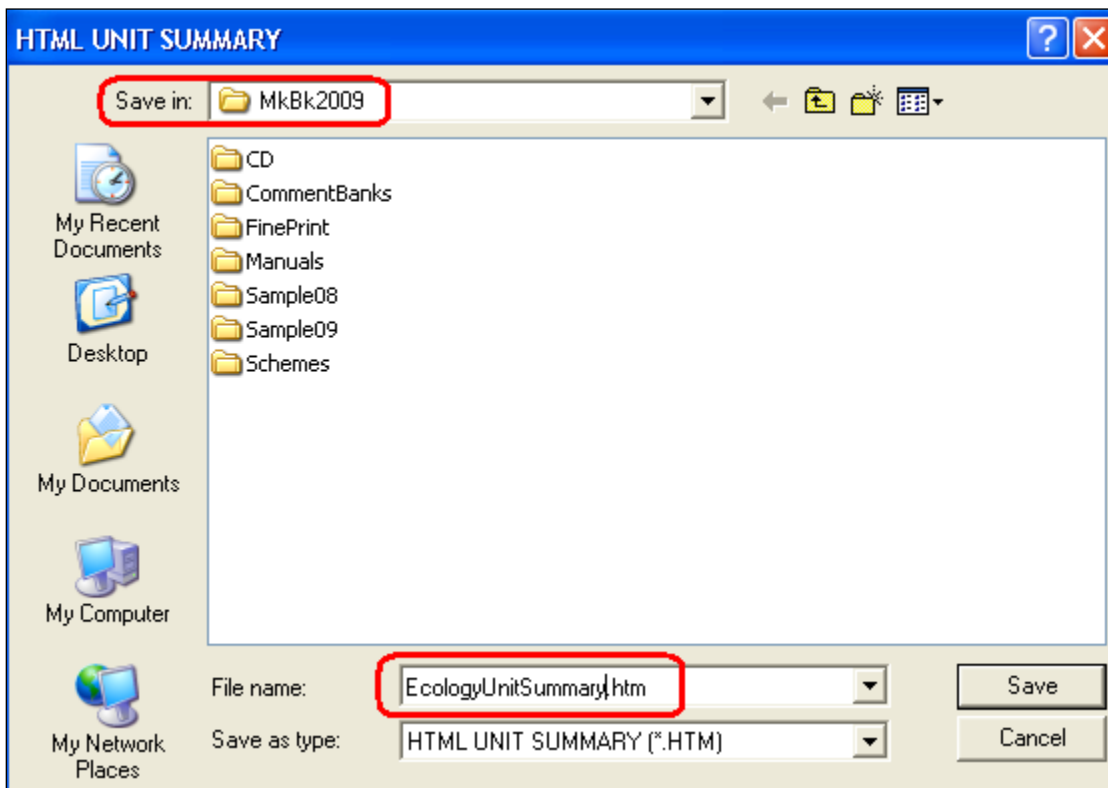 HTML UNIT SUMMARY
?
Save in: MkBk2009
CD
CommentBanks
FinePrint
Manuals
Sample08
Sample09
Schemes
My Recent
Documents
Desktop
My Documents
My Computer
My Network
Places
File name: EcologyUnitSummary.htm Save
Save as type: HTML UNIT SUMMARY (*.HTM) Cancel